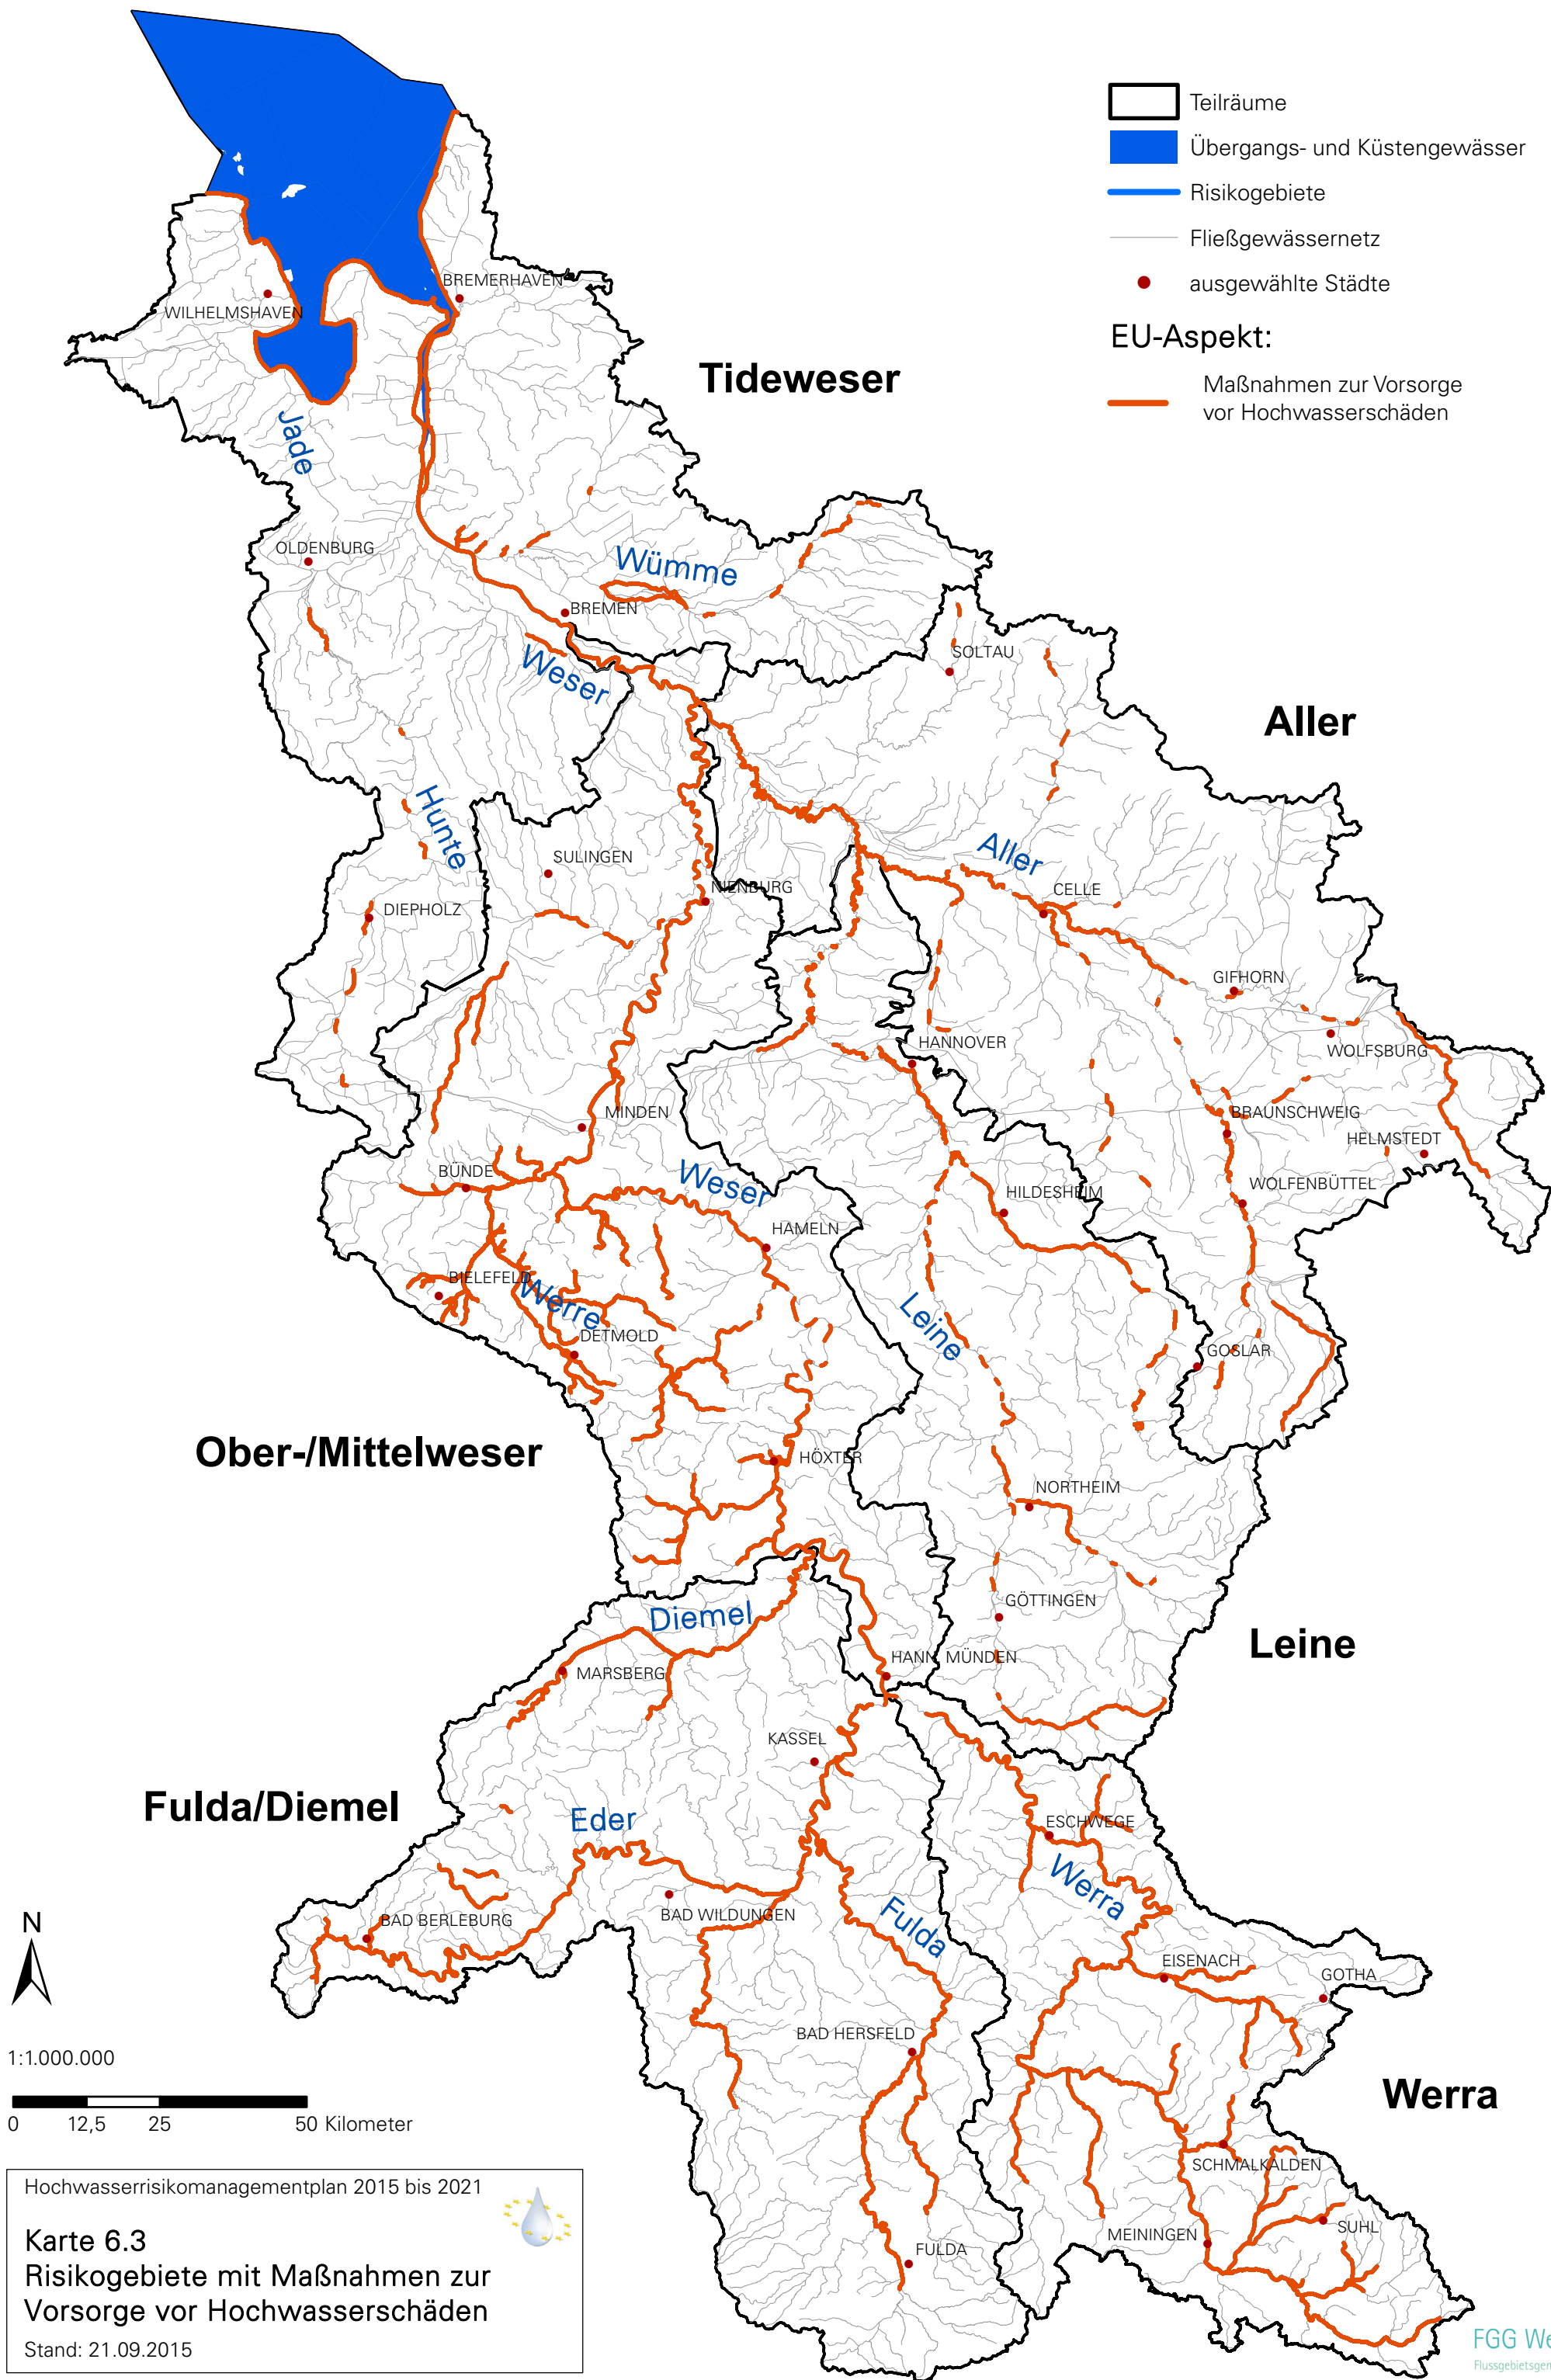 Teilräume
Übergangs- und Küstengewässer
Risikogebiete
Fließgewässernetz
ausgewählte Städte
EU-Aspekt:
Maßnahmen zur Vorsorge
vor Hochwasserschäden
BREMERHAVEN
WILHELMSHAVEN
Tideweser
Jade
OLDENBURG
Wümme
BREMEN
SOLTAU
Weser
Aller
Hunte
Aller
SULINGEN
CELLE
NIENBURG
DIEPHOLZ
GIFHORN
HANNOVER
WOLFSBURG
MINDEN
BRAUNSCHWEIG
HELMSTEDT
BÜNDE
Weser
WOLFENBÜTTEL
HILDESHEIM
HAMELN
BIELEFELD
Werre
Leine
DETMOLD
GOSLAR
Ober-/Mittelweser
HÖXTER
NORTHEIM
GÖTTINGEN
Diemel
Leine
HANN. MÜNDEN
MARSBERG
KASSEL
Fulda/Diemel
Eder
ESCHWEGE
Werra
BAD WILDUNGEN
BAD BERLEBURG
Fulda
N
EISENACH
GOTHA
BAD HERSFELD
1:1.000.000
Werra
0 12,5 25 50 Kilometer
SCHMALKALDEN
Hochwasserrisikomanagementplan 2015 bis 2021
SUHL
MEININGEN
Karte 6.3
FULDA
Risikogebiete mit Maßnahmen zur
Vorsorge vor Hochwasserschäden
Stand: 21.09.2015
FGG We
Flussgebietsgem